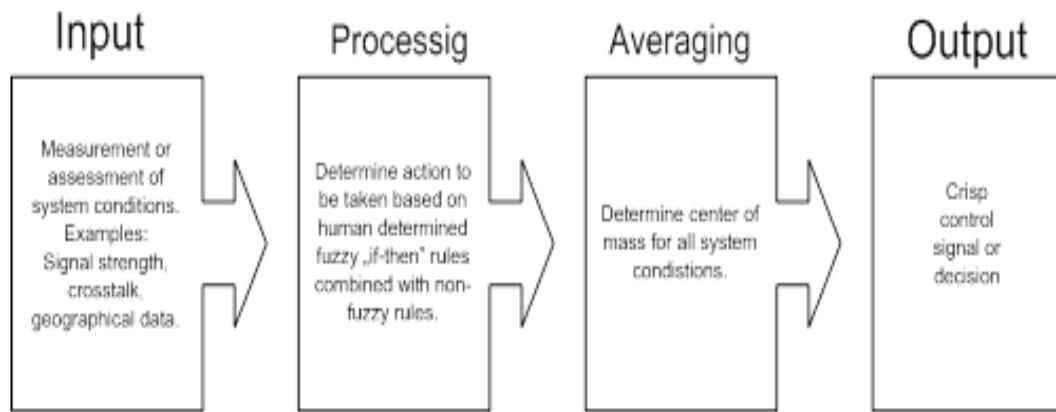 Input
Measurement or
assessment of
system conditions.
Examples:
Signal strength,
crosstalk,
geographical data.
Processig
Determine action to
be taken based on
human determined
fuzzy „if-then" rules
combined with non-
fuzzy rules.
Averaging
Determine center of
mass for all system
condistions.
Output
Crisp
control
signal or
decision